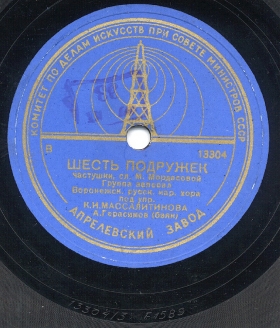 КОМИТЕТ ПО ДЕЛАМ ИСКУССТВ ПРИ СОВЕТЕ МИНИСТРОВ СССР
В 13304
ШЕСТЬ ПОДРУЖЕК
частушки, сл. М. Мордасовой
Группа запевал
Воронежск. русск. нар. хора
под упр.
К.И.МАССАЛИТИНОВА
А.Герасимов (баян)
АПРЕЛЕВСКИЙ ЗАВОД